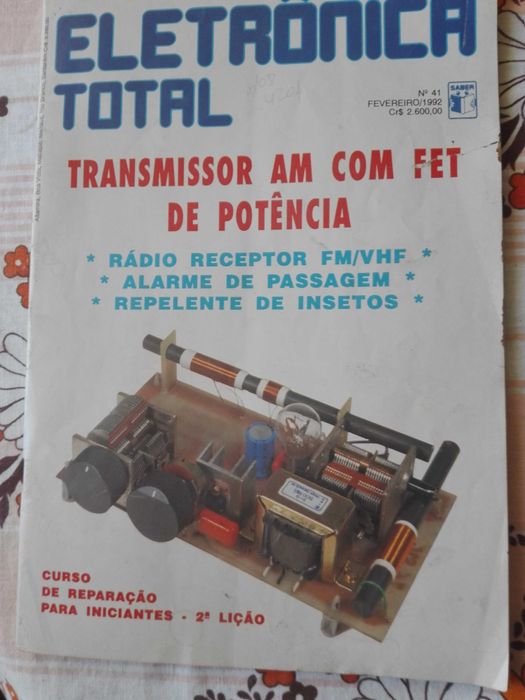 ELETRÔNICA
TOTAL
Nº 41
FEVEREIRO/1992
Cr$ 2.600,00
SABER
TRANSMISSOR AM COM FET
DE POTÊNCIA
* RÁDIO RECEPTOR FM/VHF *
* ALARME DE PASSAGEM *
* REPELENTE DE INSETOS *
CURSO
DE REPARAÇÃO
PARA INICIANTES - 2ª LIÇÃO